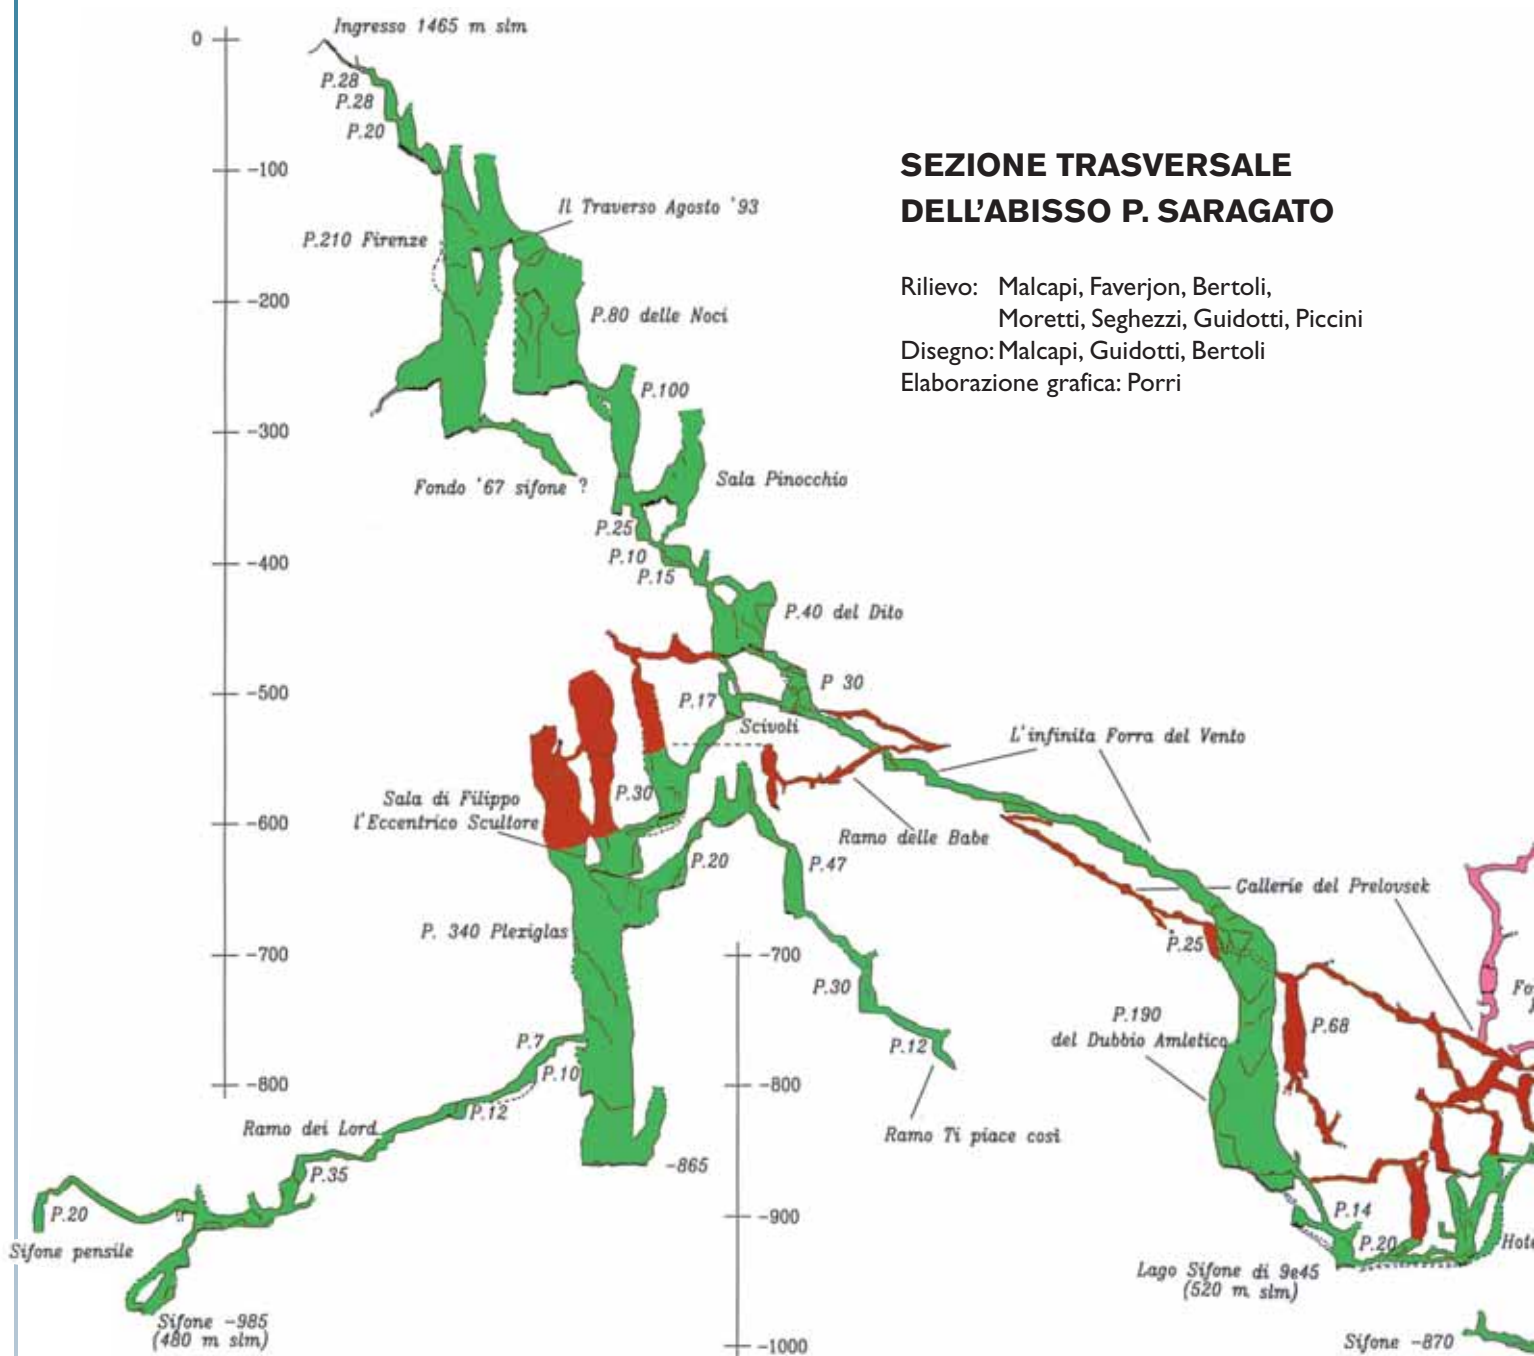 Ingresso 1465 m slm
0
P.28
P.28
P.20
-100
SEZIONE TRASVERSALE
DELL'ABISSO P. SARAGATO
Il Traverso Agosto '93
P.210 Firenze
Rilievo: Malcapi, Faverjon, Bertoli,
Moretti, Seghezzi, Guidotti, Piccini
Disegno: Malcapi, Guidotti, Bertoli
Elaborazione grafica: Porri
-200
P.80 delle Noci
P.100
-300
Fondo '67 sifone ?
Sala Pinocchio
P.25
P.10
-400
P.15
P.40 del Dito
P 30
-500
P.17
Scivoli
L'infinita Forra del Vento
P.30
Sala di Filippo
l'Eccentrico Scultore
-600
Ramo delle Babe
P.20
P.47
Gallerie del Prelovsek
P. 340 Plexiglas
P.25
-700
-700
P.30
P.190
del Dubbio Amletico
P.68
P.7
P.12
P.10
-800
-800
P.12
Ramo dei Lord
Ramo Ti piace così
-865
P.35
P.20
-900
P.14
P.20
Sifone pensile
Lago Sifone di 9e45
(520 m slm)
Sifone -985
(480 m slm)
-1000
Sifone -870